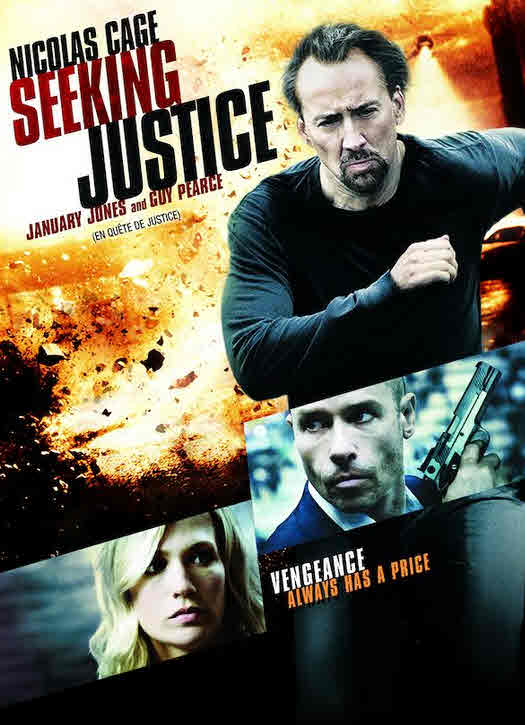 NICOLAS CAGE
SEEKING
JUSTICE
JANUARY JONES AND GUY PEARCE
(EN QUÊTE DE JUSTICE)
VENGEANCE
ALWAYS HAS A PRICE